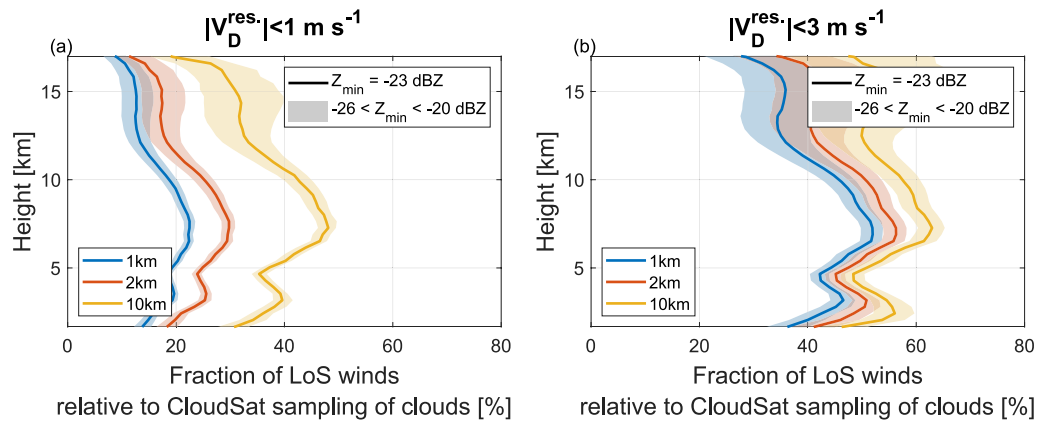 |V_D^res.|<1 m s⁻¹
(a)
Z_min = -23 dBZ
-26 < Z_min < -20 dBZ
15
10
5
Height [km]
1km
2km
10km
0 20 40 60 80
Fraction of LoS winds
relative to CloudSat sampling of clouds [%]
|V_D^res.|<3 m s⁻¹
(b)
Z_min = -23 dBZ
-26 < Z_min < -20 dBZ
15
10
5
Height [km]
1km
2km
10km
0 20 40 60 80
Fraction of LoS winds
relative to CloudSat sampling of clouds [%]